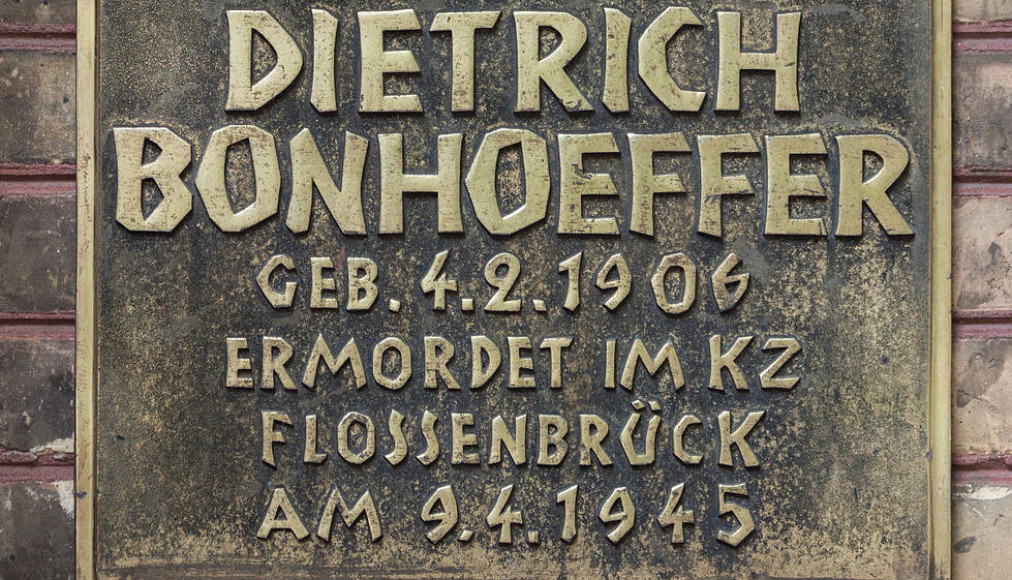 DIETRICH
BONHOEFFER
GEB. 4.2.1906
ERMORDET IM KZ
FLOSSENBRÜCK
AM 9.4.1945